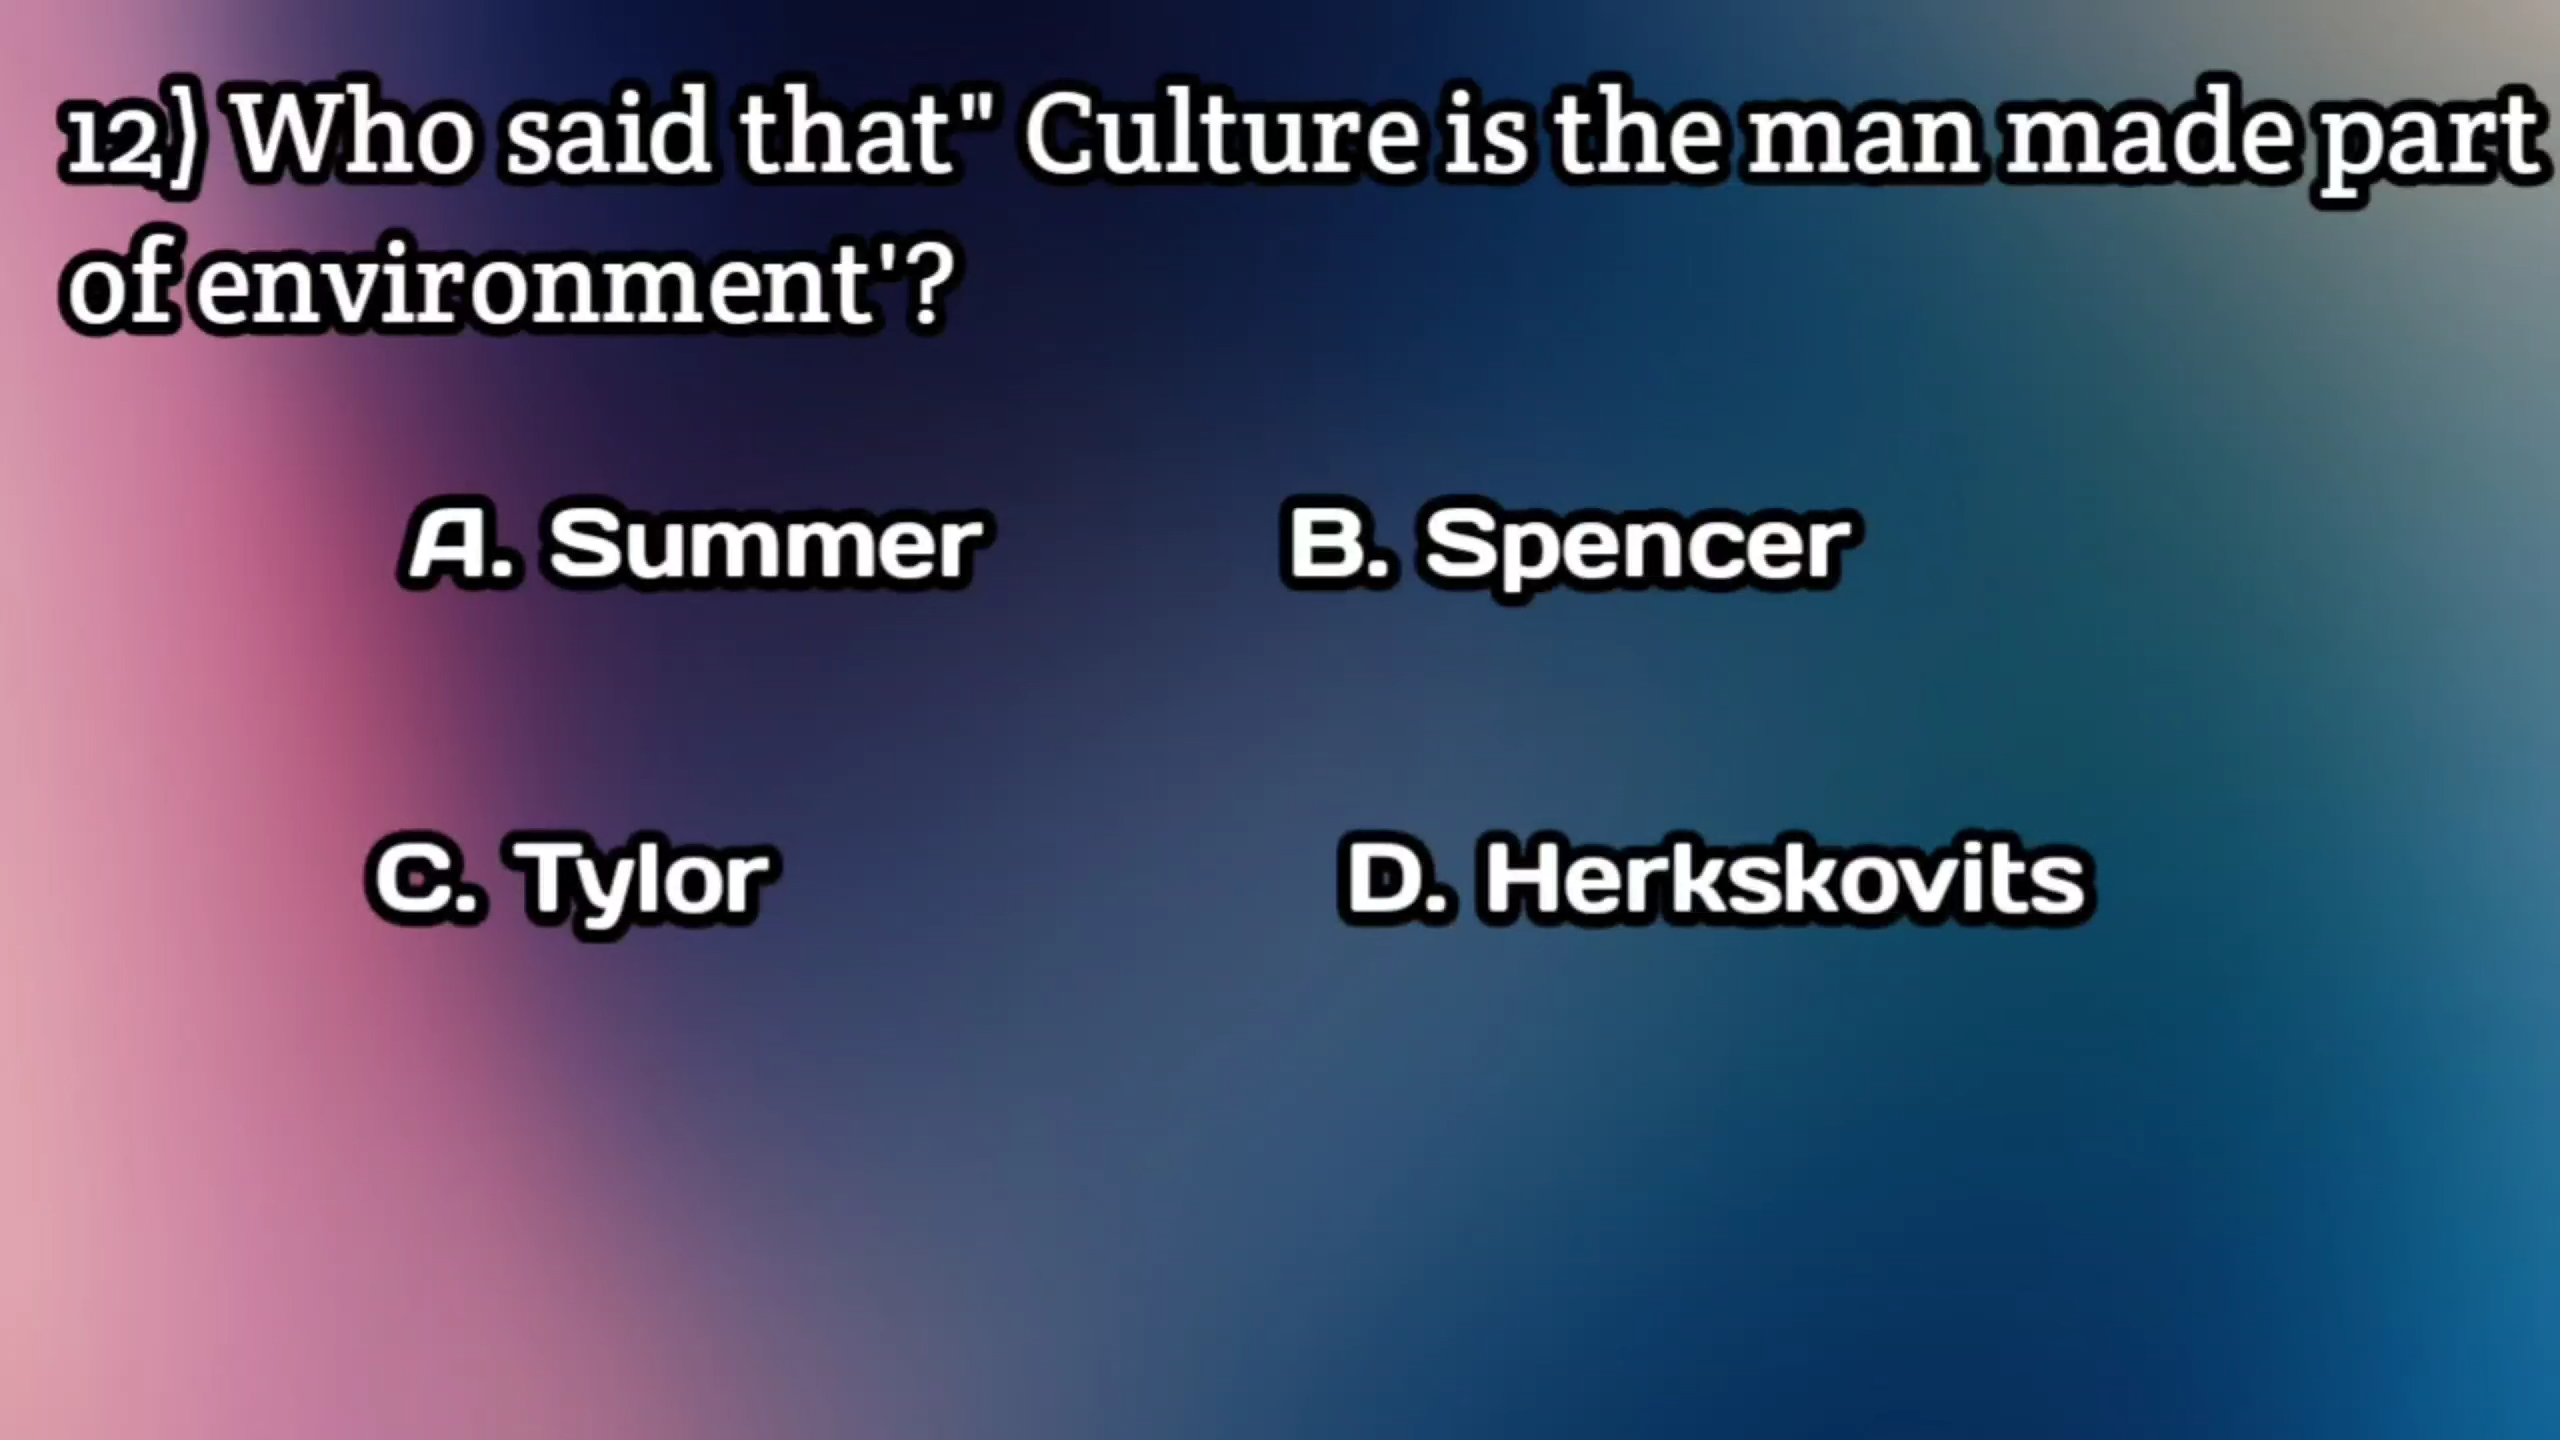 12) Who said that" Culture is the man made part
of environment'?
A. Summer
B. Spencer
C. Tylor
D. Herkskovits